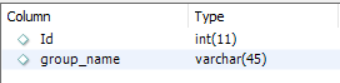 Column Type
Id int(11)
group_name varchar(45)